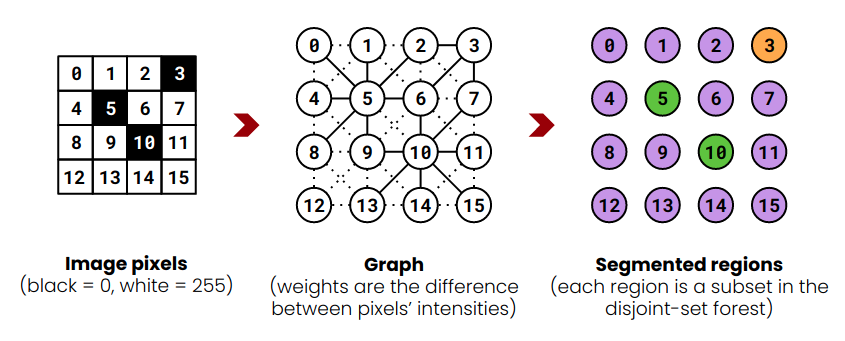 0 1 2 3
4 5 6 7
8 9 10 11
12 13 14 15
0 1 2 3
4 5 6 7
8 9 10 11
12 13 14 15
0 1 2 3
4 5 6 7
8 9 10 11
12 13 14 15
Image pixels
(black = 0, white = 255)
Graph
(weights are the difference
between pixels’ intensities)
Segmented regions
(each region is a subset in the
disjoint-set forest)